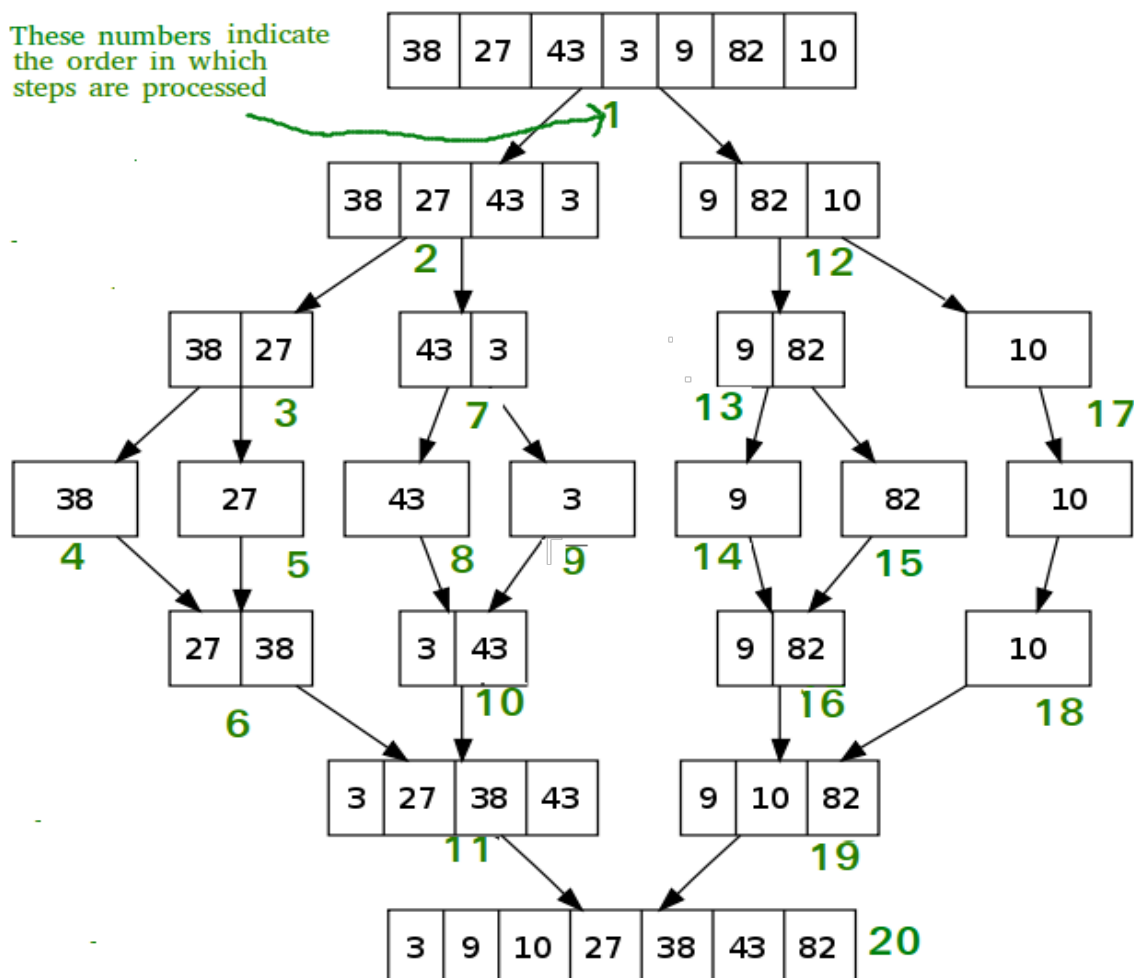 These numbers indicate
the order in which
steps are processed
38 27 43 3 9 82 10
1
38 27 43 3 9 82 10
2 12
38 27 43 3 9 82 10
3 7 13 17
38 27 43 3 9 82 10
4 5 8 9 14 15
27 38 3 43 9 82 10
6 10 16 18
3 27 38 43 9 10 82
11 19
3 9 10 27 38 43 82 20